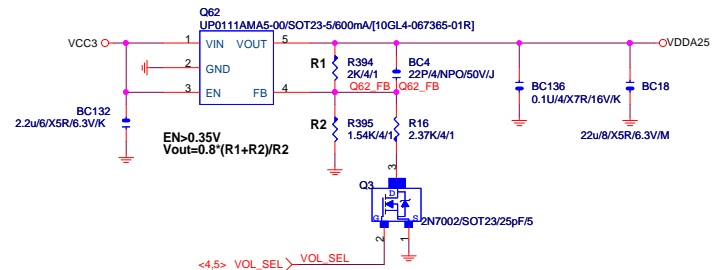 Q62
UP0111AMA5-00/SOT23-5/600mA/[10GL4-067365-01R]
VCC3
1
VIN
VOUT
5
VDDA25
2
GND
3
EN
FB
4
R1
R394
2K/4/1
BC4
22P/4/NPO/50V/J
Q62_FB
Q62_FB
BC136
0.1U/4/X7R/16V/K
BC18
22u/8/X5R/6.3V/M
BC132
2.2u/6/X5R/6.3V/K
EN>0.35V
Vout=0.8*(R1+R2)/R2
R2
R395
1.54K/4/1
R16
2.37K/4/1
3
Q3
D
G
S
2N7002/SOT23/25pF/5
2
1
<4,5> VOL_SEL
VOL_SEL